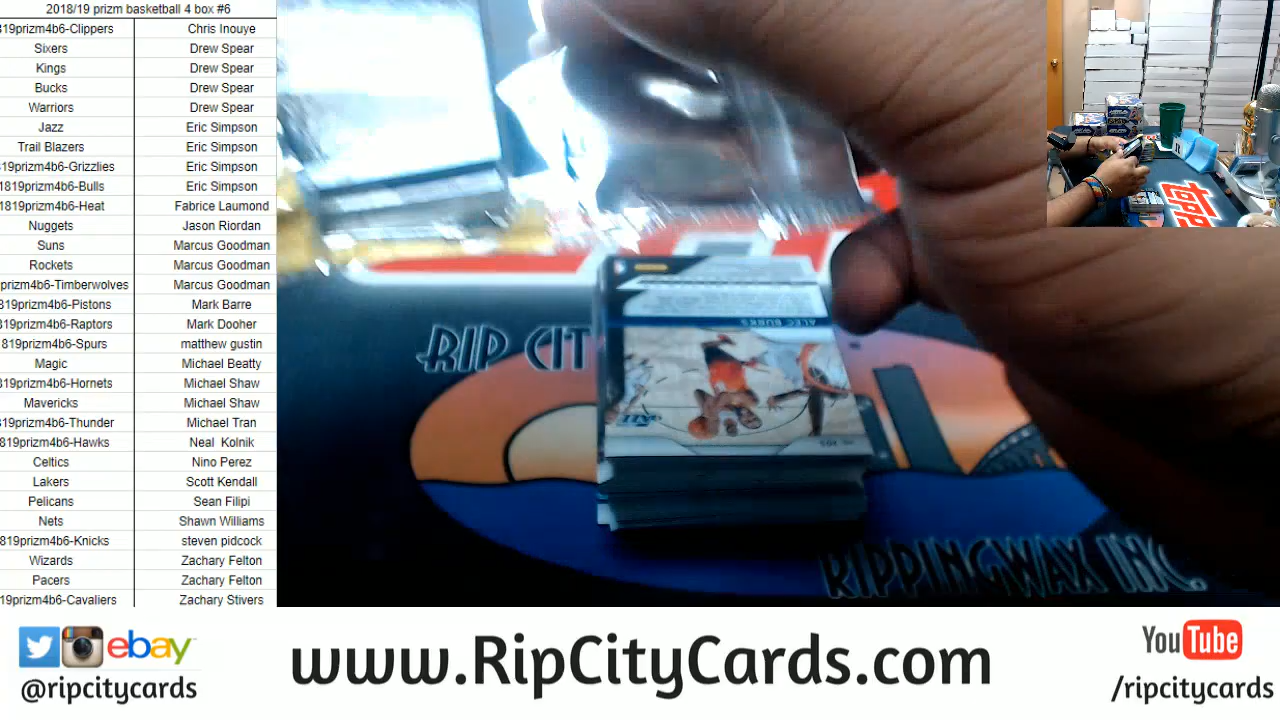 2018/19 prizm basketball 4 box #6
819prizm4b6-Clippers Chris Inouye
Sixers Drew Spear
Kings Drew Spear
Bucks Drew Spear
Warriors Drew Spear
Jazz Eric Simpson
Trail Blazers Eric Simpson
819prizm4b6-Grizzlies Eric Simpson
1819prizm4b6-Bulls Eric Simpson
1819prizm4b6-Heat Fabrice Laumond
Nuggets Jason Riordan
Suns Marcus Goodman
Rockets Marcus Goodman
prizm4b6-Timberwolves Marcus Goodman
819prizm4b6-Pistons Mark Barre
819prizm4b6-Raptors Mark Dooher
819prizm4b6-Spurs matthew gustin
Magic Michael Beatty
819prizm4b6-Hornets Michael Shaw
Mavericks Michael Shaw
819prizm4b6-Thunder Michael Tran
819prizm4b6-Hawks Neal Kolnik
Celtics Nino Perez
Lakers Scott Kendall
Pelicans Sean Filipi
Nets Shawn Williams
819prizm4b6-Knicks steven pidcock
Wizards Zachary Felton
Pacers Zachary Felton
19prizm4b6-Cavaliers Zachary Stivers
RIP CIT
ALEC BURKS
RIPPINGWAX INC.
ebay
@ripcitycards
www.RipCityCards.com
YouTube
/ripcitycards